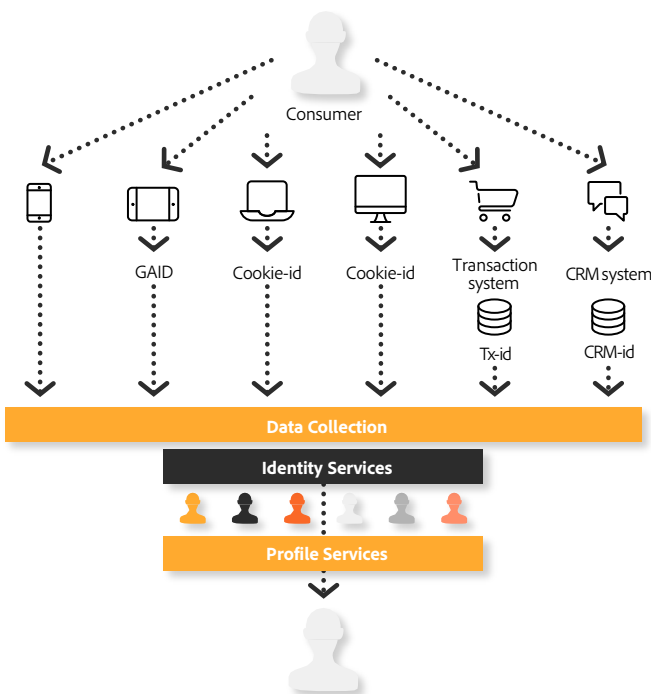 Consumer
GAID
Cookie-id
Cookie-id
Transaction
system
CRM system
Tx-id
CRM-id
Data Collection
Identity Services
Profile Services